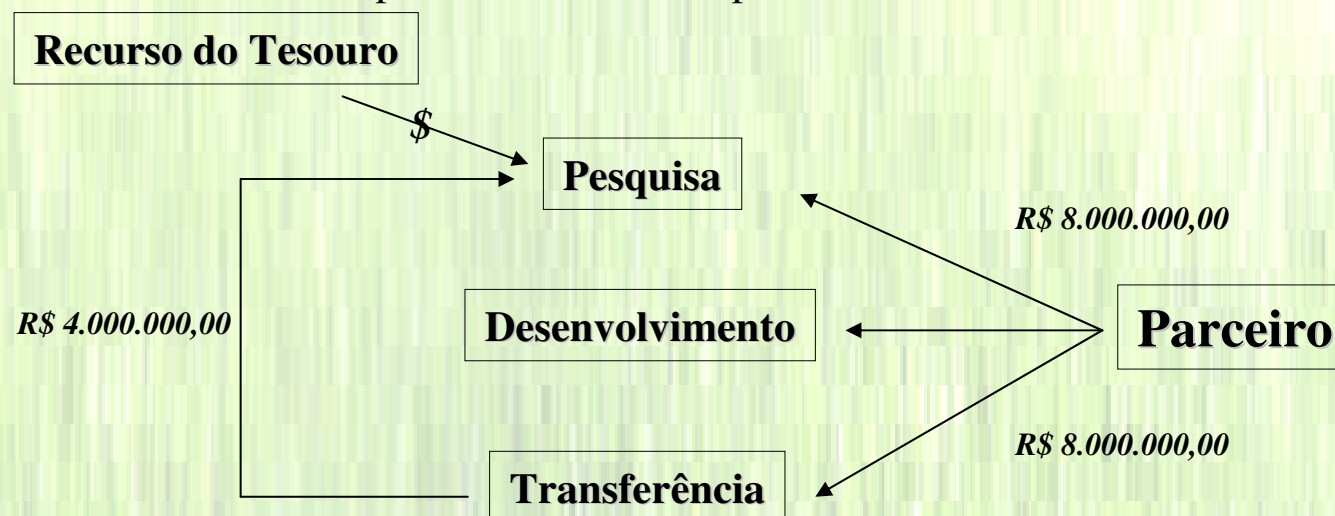 Recurso do Tesouro
$
Pesquisa
R$ 8.000.000,00
R$ 4.000.000,00
Desenvolvimento
Parceiro
R$ 8.000.000,00
Transferência